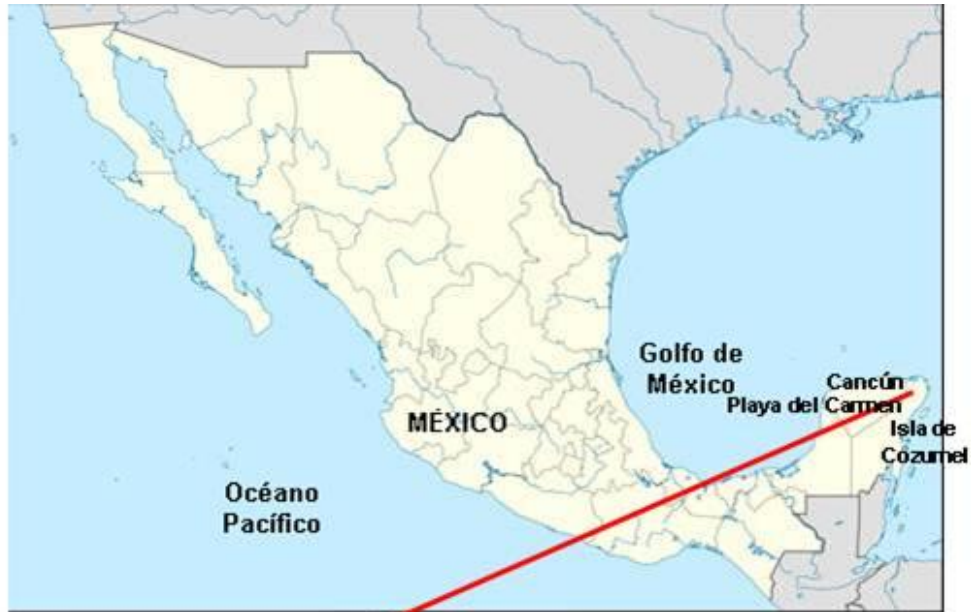 Golfo de
México
Cancún
Playa del Carmen
MÉXICO
Isla de
Cozumel
Océano
Pacífico